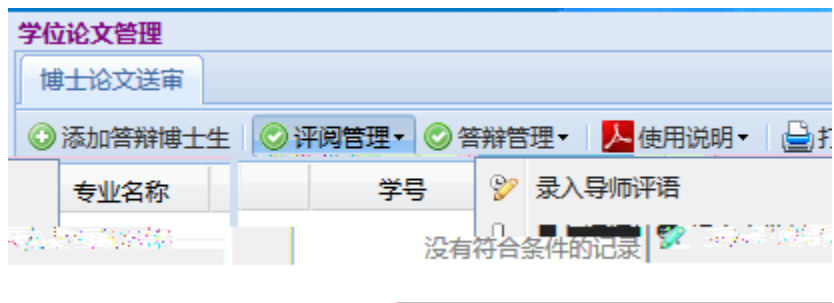 学位论文管理
博士论文送审
添加答辩博士生 评阅管理 答辩管理 使用说明
专业名称 学号 录入导师评语
没有符合条件的记录